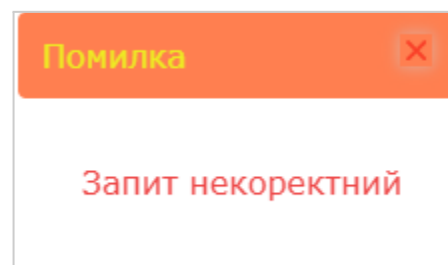 Помилка
Запит некоректний